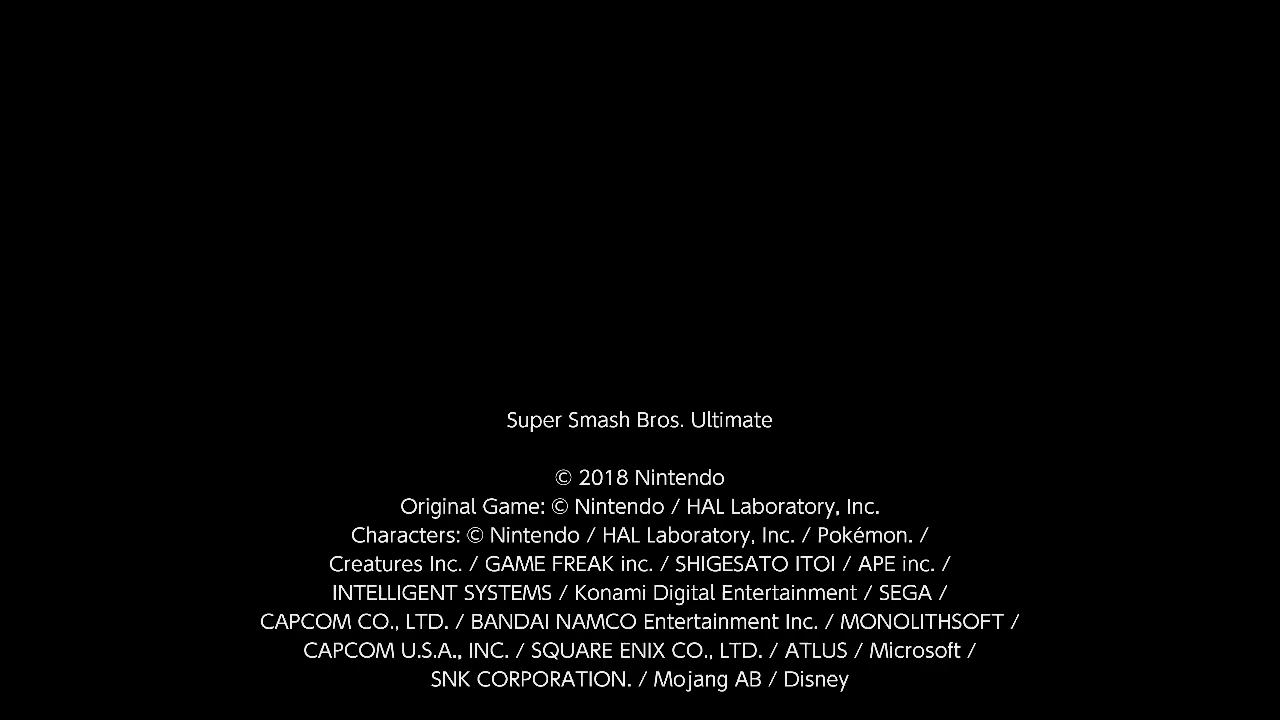 Super Smash Bros. Ultimate
© 2018 Nintendo
Original Game: © Nintendo / HAL Laboratory, Inc.
Characters: © Nintendo / HAL Laboratory, Inc. / Pokémon. /
Creatures Inc. / GAME FREAK inc. / SHIGESATO ITOI / APE inc. /
INTELLIGENT SYSTEMS / Konami Digital Entertainment / SEGA /
CAPCOM CO., LTD. / BANDAI NAMCO Entertainment Inc. / MONOLITHSOFT /
CAPCOM U.S.A., INC. / SQUARE ENIX CO., LTD. / ATLUS / Microsoft /
SNK CORPORATION. / Mojang AB / Disney